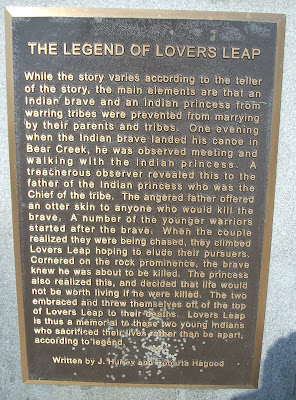 THE LEGEND OF LOVERS LEAP
While the story varies according to the teller
of the story, the main elements are that an
Indian brave and an Indian princess from
warring tribes were prevented from marrying
by their parents and tribes. One evening
when the Indian brave landed his canoe in
Bear Creek, he was observed meeting and
walking with the Indian princess. A
treacherous observer revealed this to the
father of the Indian princess who was the
Chief of the tribe. The angered father offered
an otter skin to anyone who would kill the
brave. A number of the younger warriors
started after the brave. When the couple
realized they were being chased, they climbed
Lovers Leap hoping to elude their pursuers.
Cornered on the rock prominence, the brave
knew he was about to be killed. The princess
also realized this, and decided that life would
not be worth living if he were killed. The two
embraced and threw themselves off of the top
of Lovers Leap to their deaths. Lovers Leap
is thus a memorial to these two young Indians
who sacrificed their lives rather than be apart,
according to legend.
Written by J. Hurley and Roberta Hagood